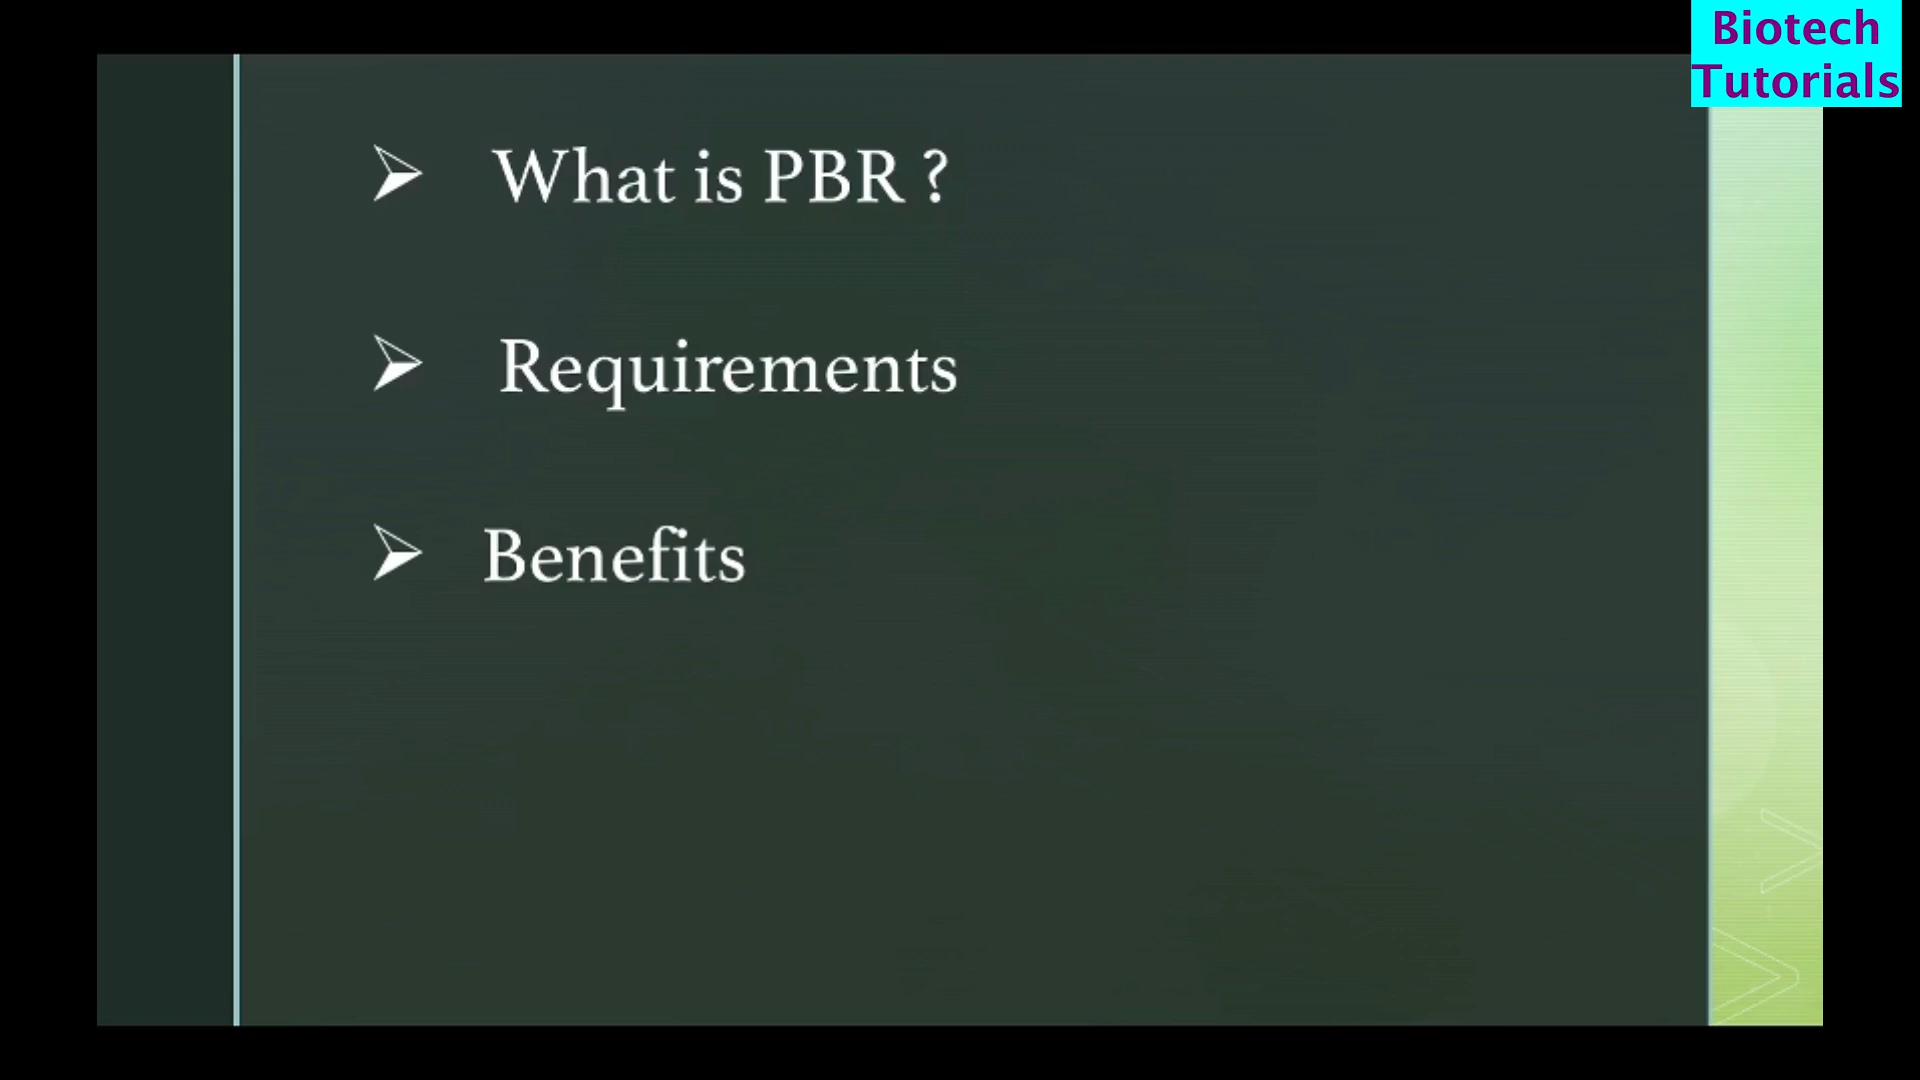 Biotech
Tutorials
What is PBR ?
Requirements
Benefits